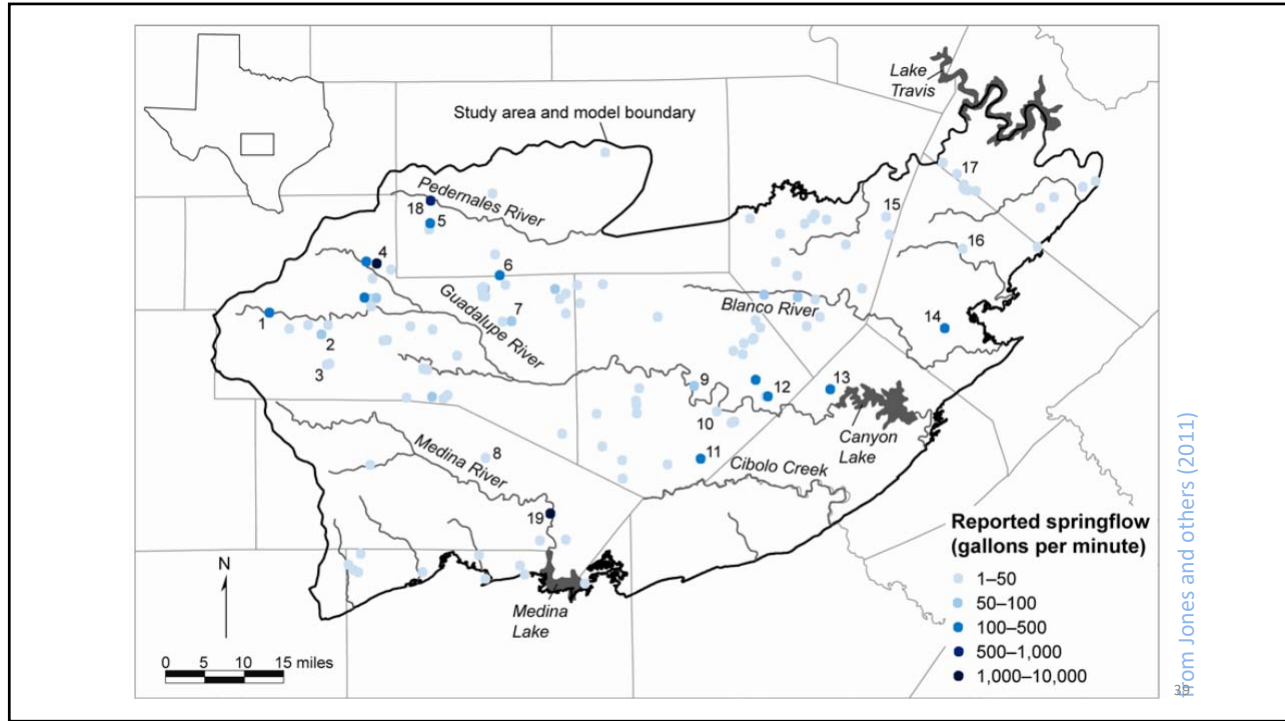 Lake
Travis
Study area and model boundary
Pedernales River
17
18
5
15
16
4
6
Guadalupe River
7
Blanco River
1
14
2
3
9
12
13
10
Canyon
Lake
Medina River
8
11
Cibolo Creek
19
Medina
Lake
N
0 5 10 15 miles
Reported springflow
(gallons per minute)
1–50
50–100
100–500
500–1,000
1,000–10,000
from Jones and others (2011)
39